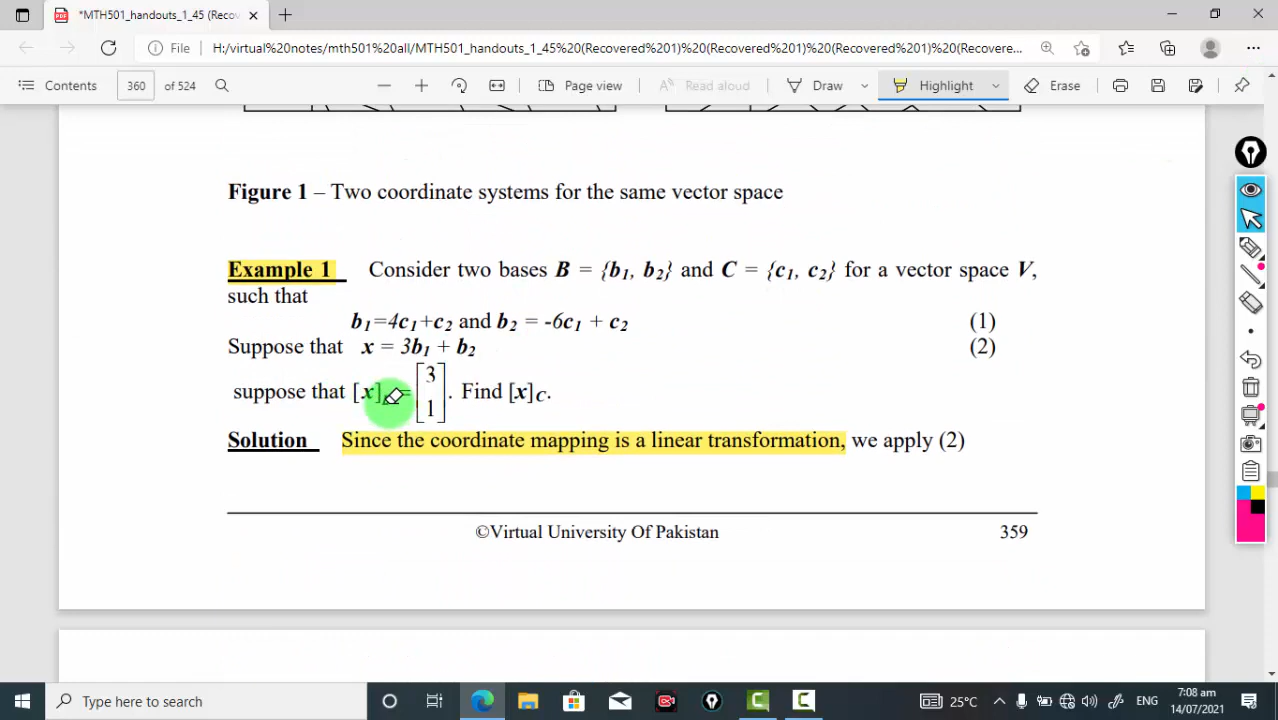 *MTH501_handouts_1_45 (Recov
File
H:/virtual%20notes/mth501%20all/MTH501_handouts_1_45%20(Recovered%201)%20(Recovered%201)%20(Recovered%201)%20(Recovere...
Contents 360 of 524 Page view Read aloud Draw Highlight Erase
Figure 1 – Two coordinate systems for the same vector space
Example 1 Consider two bases B = {b1, b2} and C = {c1, c2} for a vector space V,
such that
b1=4c1+c2 and b2 = -6c1 + c2 (1)
Suppose that x = 3b1 + b2 (2)
suppose that [x] = [3 1]. Find [x]C.
Solution Since the coordinate mapping is a linear transformation, we apply (2)
©Virtual University Of Pakistan 359
Type here to search 25°C ENG 7:08 am
14/07/2021